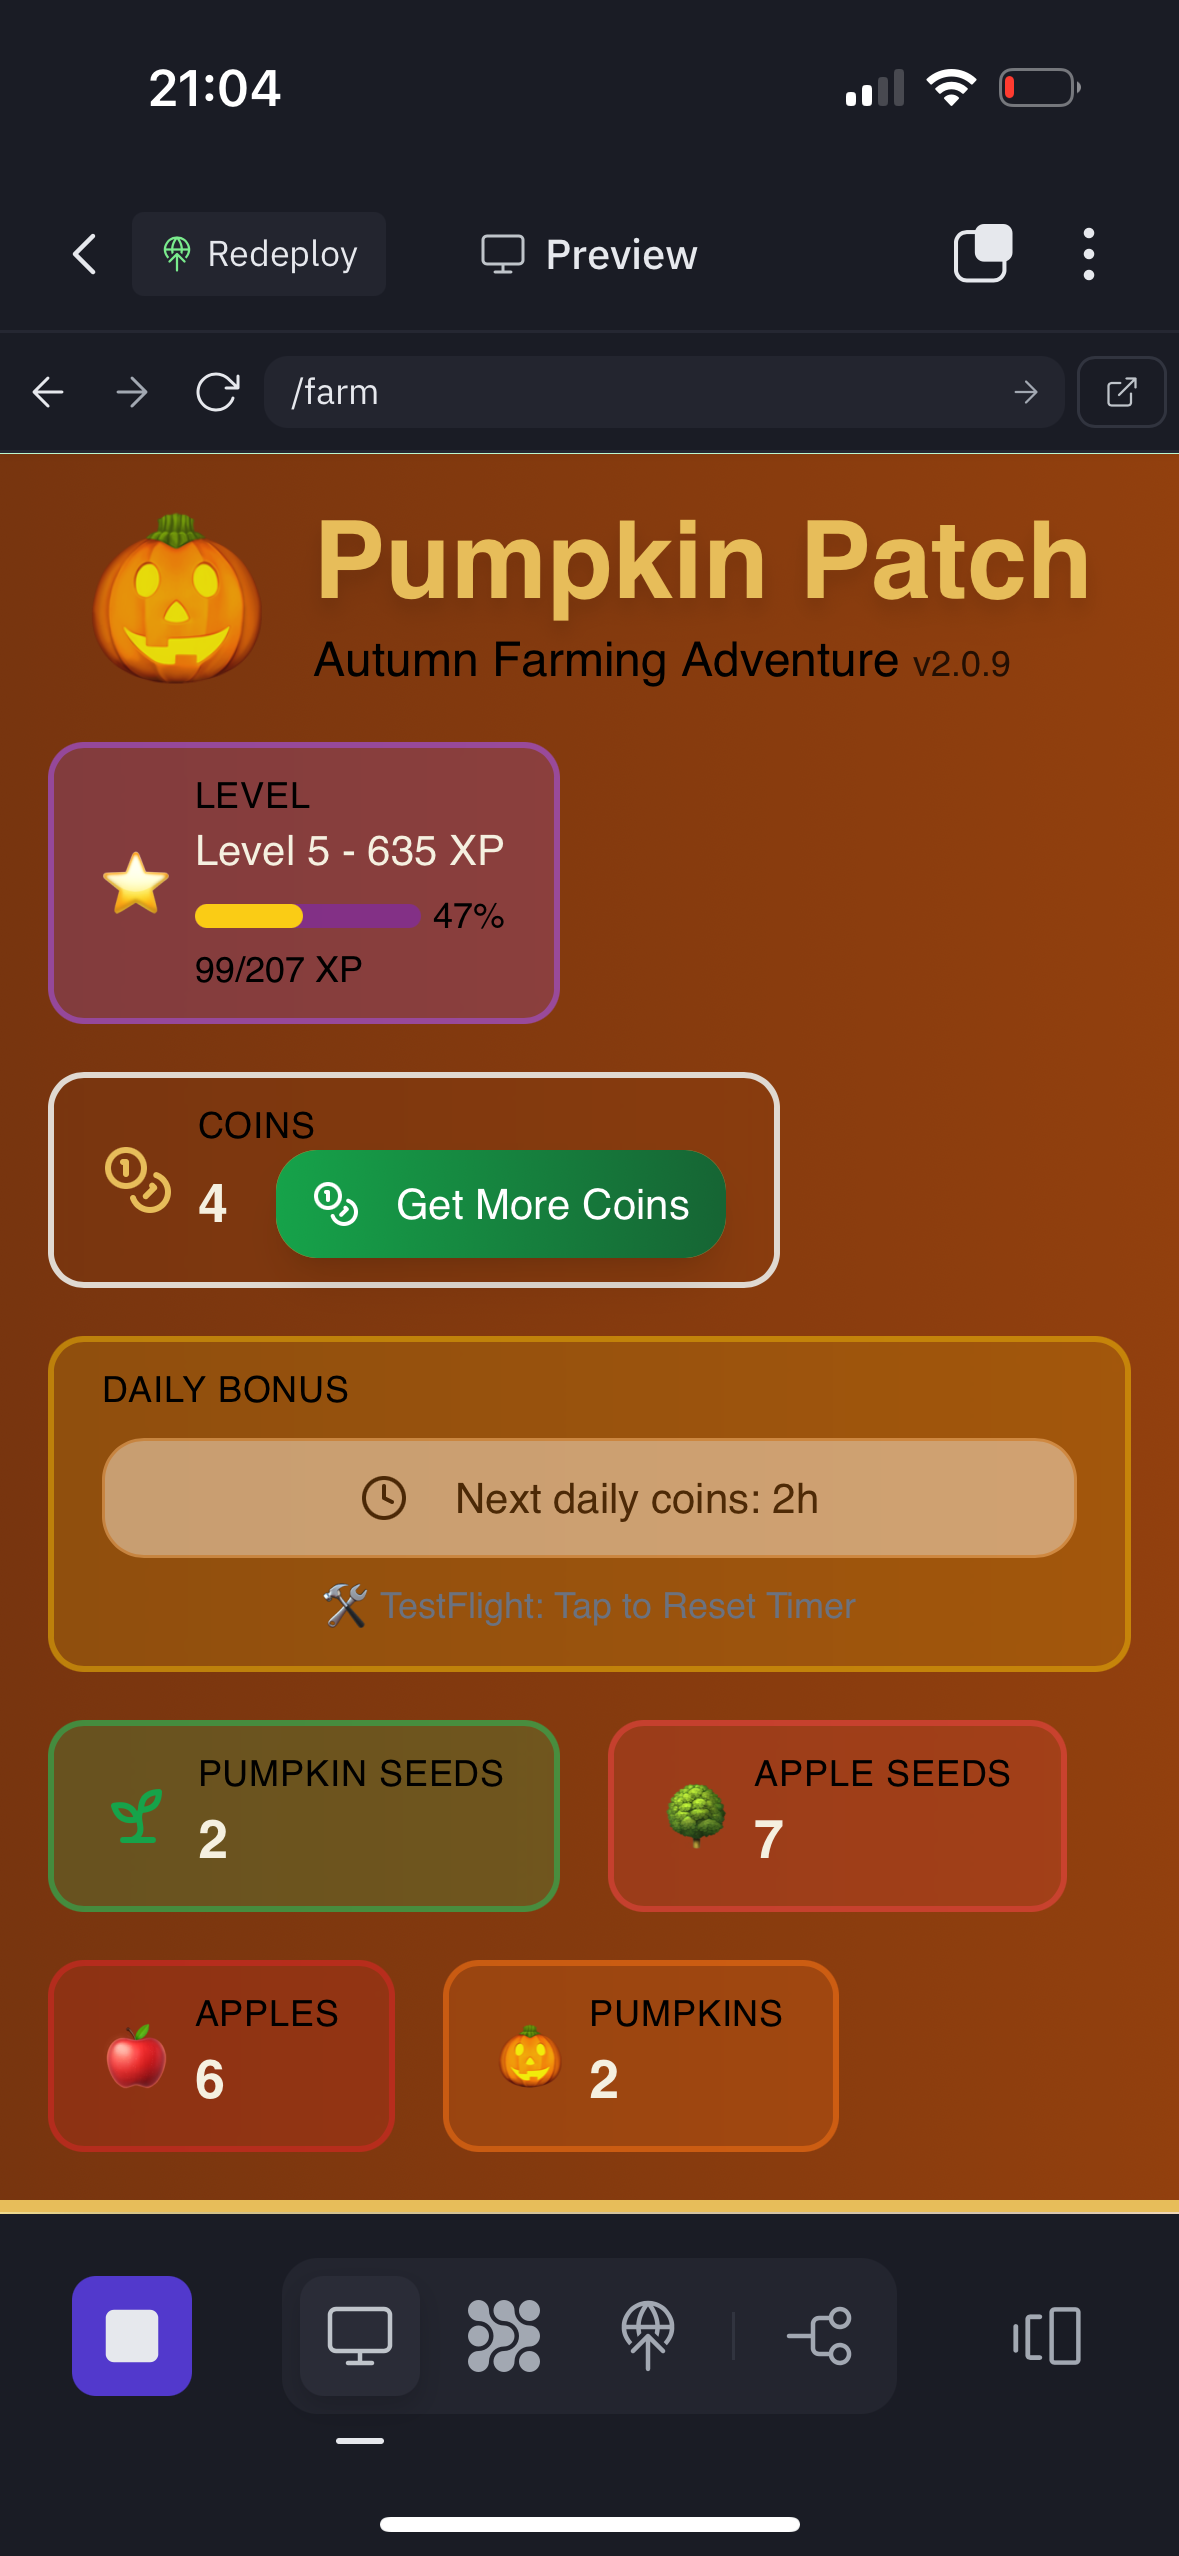 21:04
Redeploy
Preview
/farm
Pumpkin Patch
Autumn Farming Adventure v2.0.9
LEVEL
Level 5 - 635 XP
47%
99/207 XP
COINS
4
Get More Coins
DAILY BONUS
Next daily coins: 2h
🛠️ TestFlight: Tap to Reset Timer
PUMPKIN SEEDS
2
APPLE SEEDS
7
APPLES
6
PUMPKINS
2